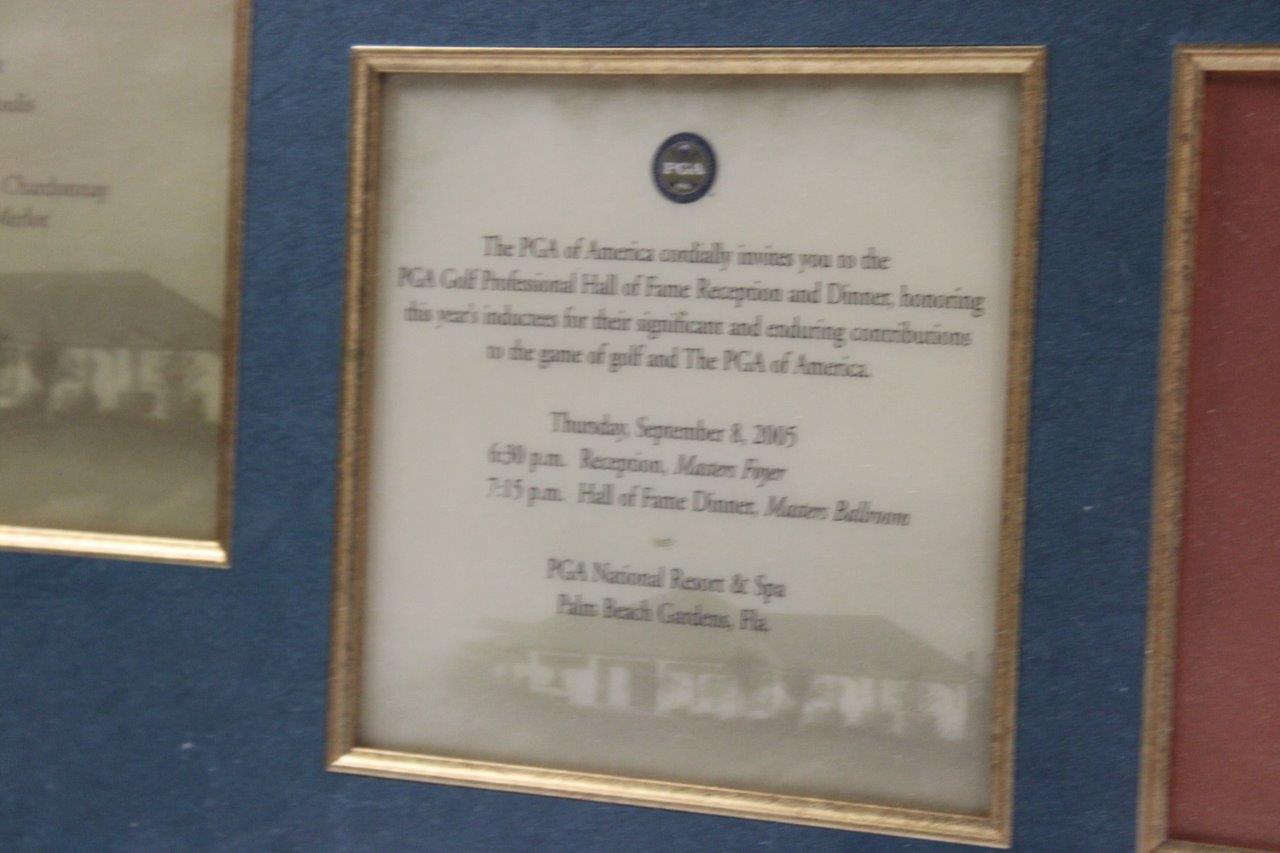 Chardonnay
Merlot
PGA
The PGA of America cordially invites you to the
PGA Golf Professional Hall of Fame Reception and Dinner, honoring
this year's inductees for their significant and enduring contributions
to the game of golf and The PGA of America.
Thursday, September 8, 2005
6:30 p.m. Reception, Masters Foyer
7:15 p.m. Hall of Fame Dinner, Masters Ballroom
PGA National Resort & Spa
Palm Beach Gardens, Fla.